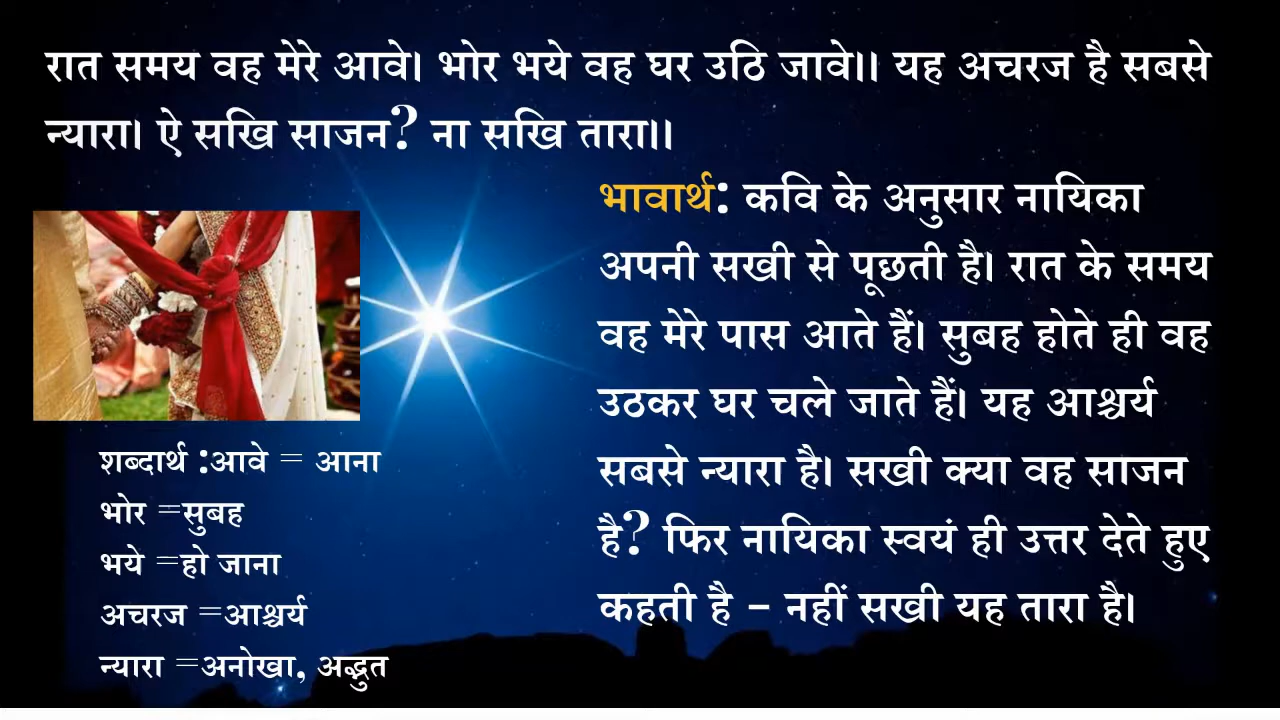 रात समय वह मेरे आवे। भोर भये वह घर उठि जावे।। यह अचरज है सबसे
न्यारा। ऐ सखि साजन? ना सखि तारा।।
भावार्थ: कवि के अनुसार नायिका
अपनी सखी से पूछती है। रात के समय
वह मेरे पास आते हैं। सुबह होते ही वह
उठकर घर चले जाते हैं। यह आश्चर्य
सबसे न्यारा है। सखी क्या वह साजन
है? फिर नायिका स्वयं ही उत्तर देते हुए
कहती है – नहीं सखी यह तारा है।
शब्दार्थ :आवे = आना
भोर =सुबह
भये =हो जाना
अचरज =आश्चर्य
न्यारा =अनोखा, अद्भुत